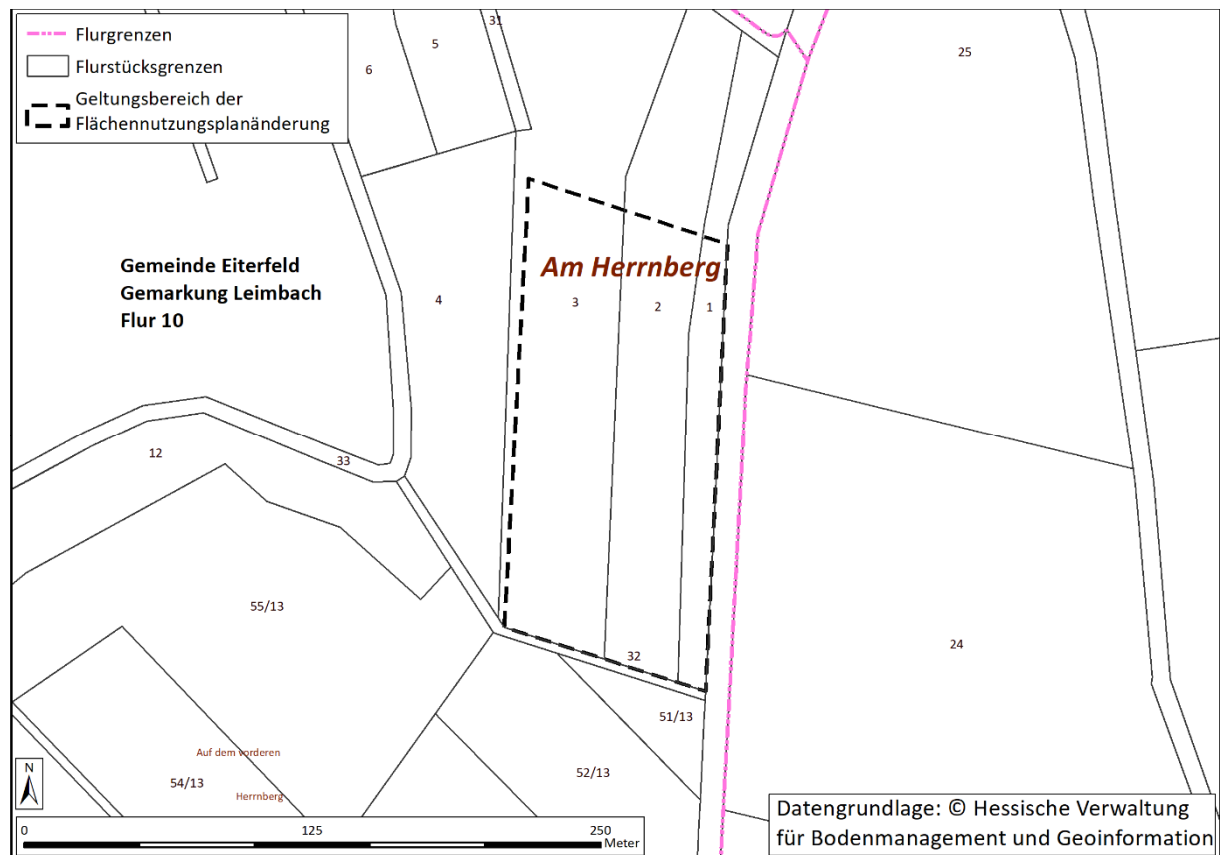 Flurgrenzen
Flurstücksgrenzen
Geltungsbereich der
Flächennutzungsplanänderung
31
5
6
25
Gemeinde Eiterfeld
Gemarkung Leimbach
Flur 10
Am Herrnberg
4
3
2
1
12
33
55/13
32
24
51/13
52/13
Auf dem vorderen
54/13
Herrnberg
N
0
125
250
Meter
Datengrundlage: © Hessische Verwaltung
für Bodenmanagement und Geoinformation